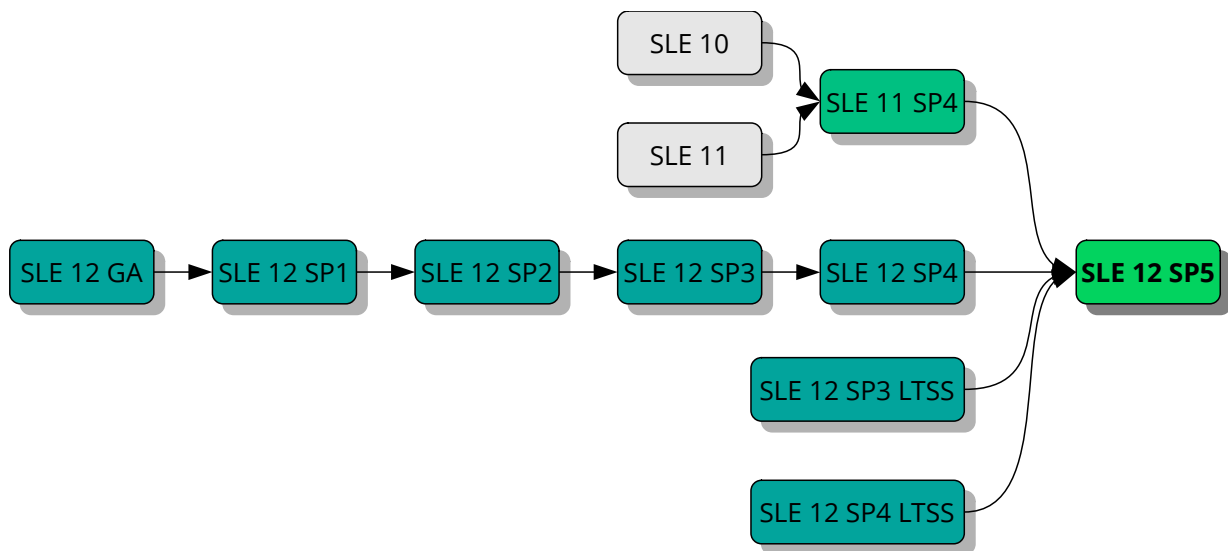 SLE 10
SLE 11 SP4
SLE 11
SLE 12 GA
SLE 12 SP1
SLE 12 SP2
SLE 12 SP3
SLE 12 SP4
SLE 12 SP5
SLE 12 SP3 LTSS
SLE 12 SP4 LTSS